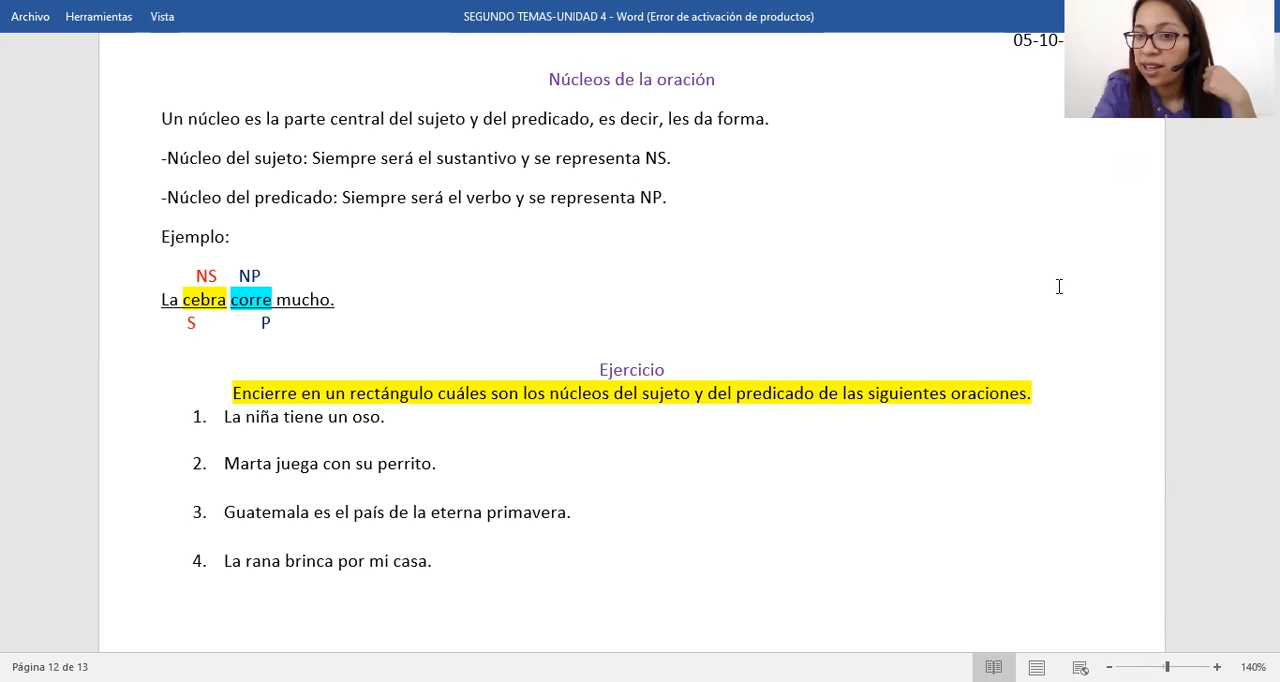 Archivo Herramientas Vista SEGUNDO TEMAS-UNIDAD 4 - Word (Error de activación de productos)
05-10-
Núcleos de la oración
Un núcleo es la parte central del sujeto y del predicado, es decir, les da forma.
-Núcleo del sujeto: Siempre será el sustantivo y se representa NS.
-Núcleo del predicado: Siempre será el verbo y se representa NP.
Ejemplo:
NS NP
La cebra corre mucho.
S P
Ejercicio
Encierre en un rectángulo cuáles son los núcleos del sujeto y del predicado de las siguientes oraciones.
1. La niña tiene un oso.
2. Marta juega con su perrito.
3. Guatemala es el país de la eterna primavera.
4. La rana brinca por mi casa.
Página 12 de 13 140%